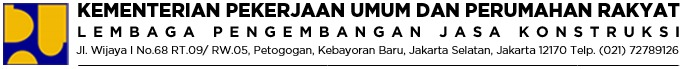 KEMENTERIAN PEKERJAAN UMUM DAN PERUMAHAN RAKYAT
LEMBAGA PENGEMBANGAN JASA KONSTRUKSI
Jl. Wijaya I No.68 RT.09/ RW.05, Petogogan, Kebayoran Baru, Jakarta Selatan, Jakarta 12170 Telp. (021) 72789126